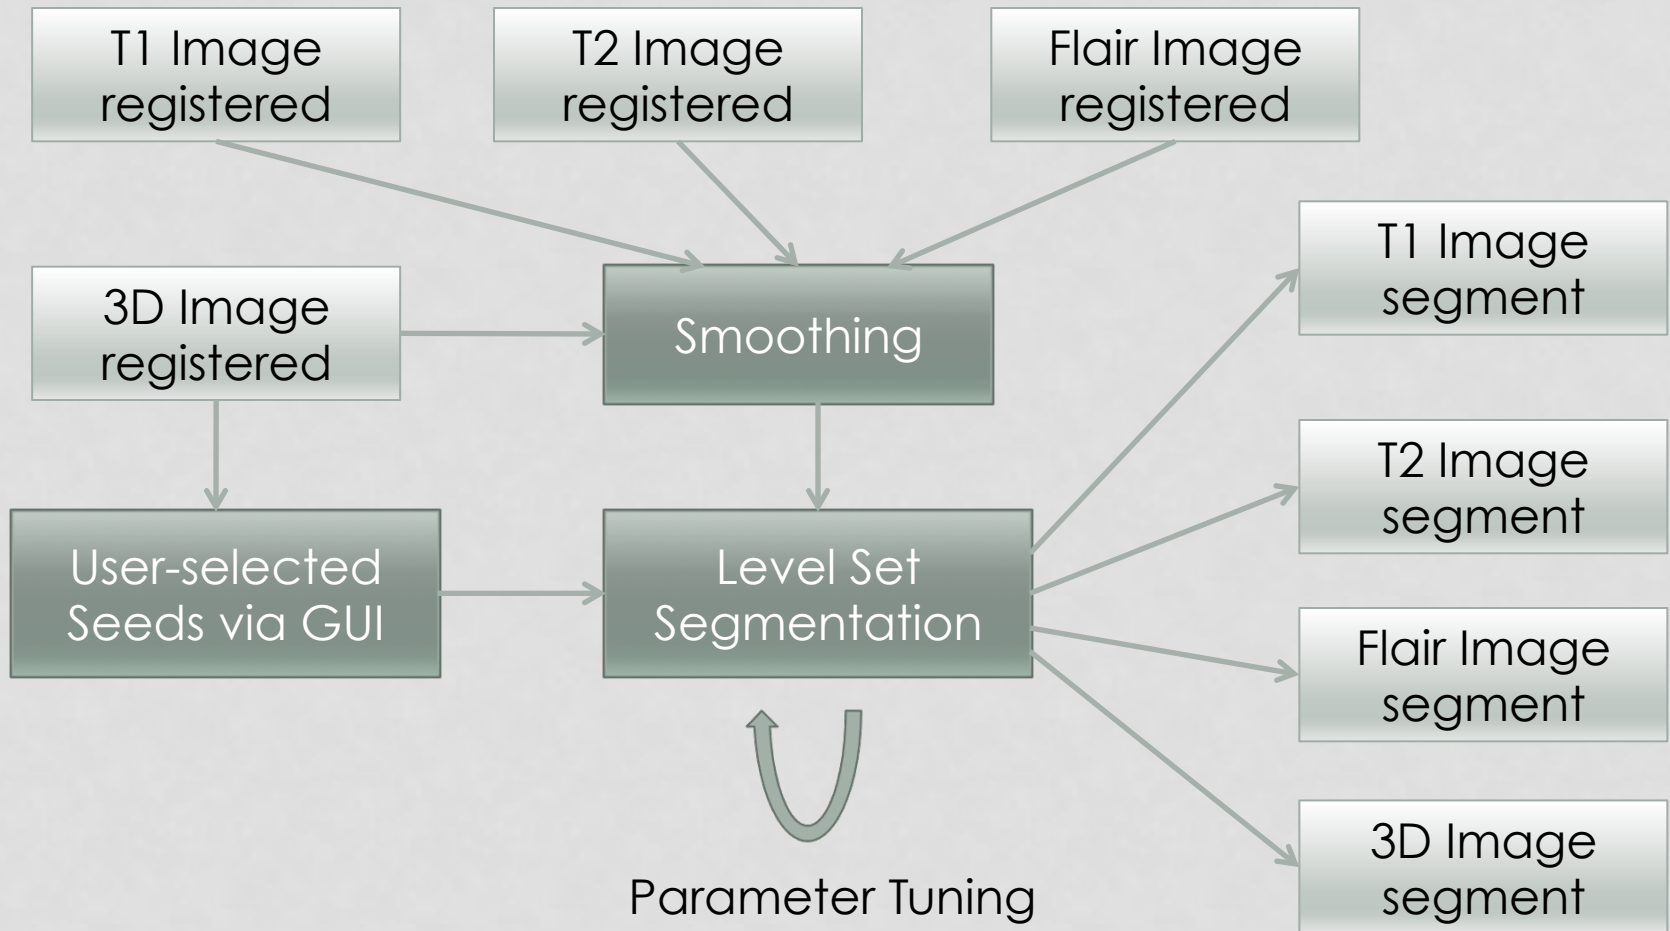 T1 Image
registered
T2 Image
registered
Flair Image
registered
3D Image
registered
Smoothing
User-selected
Seeds via GUI
Level Set
Segmentation
T1 Image
segment
T2 Image
segment
Flair Image
segment
3D Image
segment
Parameter Tuning